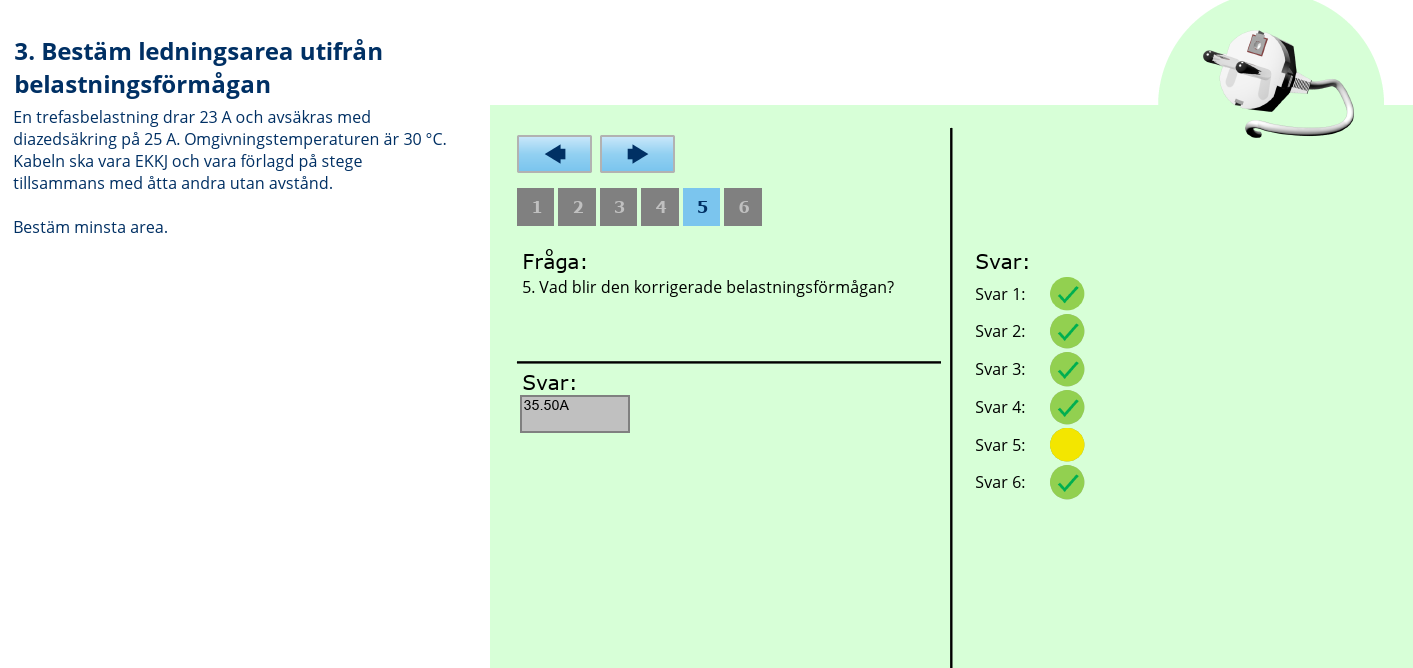 3. Bestäm ledningsarea utifrån
belastningsförmågan
En trefasbelastning drar 23 A och avsäkras med
diazedsäkring på 25 A. Omgivningstemperaturen är 30 °C.
Kabeln ska vara EKKJ och vara förlagd på stege
tillsammans med åtta andra utan avstånd.
Bestäm minsta area.
1 2 3 4 5 6
Fråga:
5. Vad blir den korrigerade belastningsförmågan?
Svar:
35.50A
Svar:
Svar 1:
Svar 2:
Svar 3:
Svar 4:
Svar 5:
Svar 6: